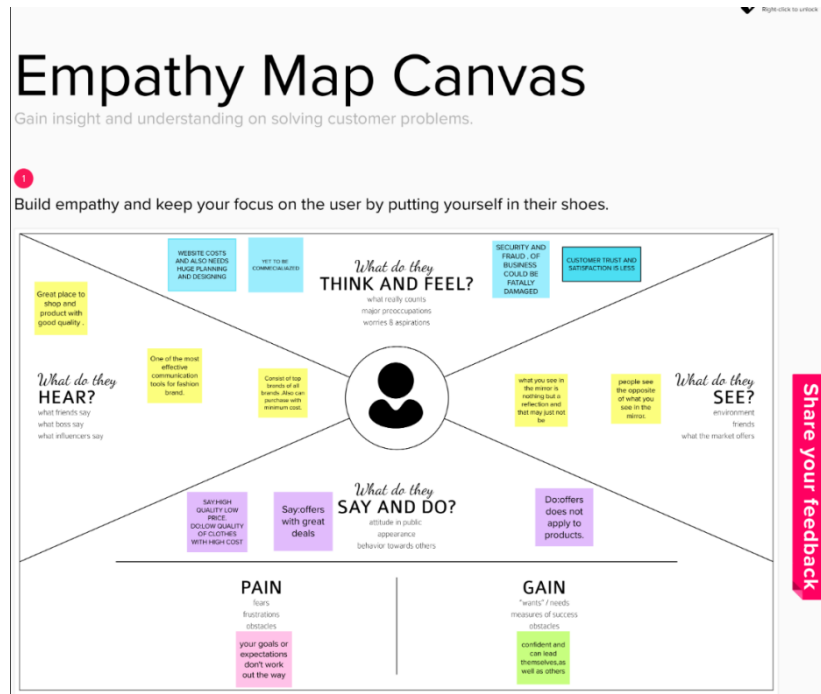 Right-click to unlock
Empathy Map Canvas
Gain insight and understanding on solving customer problems.
1
Build empathy and keep your focus on the user by putting yourself in their shoes.
WEBSITE COSTS
AND ALSO NEEDS
HUGE PLANNING
AND DESIGNING
YET TO BE
COMMECIALIZED
What do they
THINK AND FEEL?
what really counts
major preoccupations
worries & aspirations
SECURITY AND
FRAUD , OF
BUSINESS
COULD BE
FATALLY
DAMAGED
CUSTOMER TRUST AND
SATISFACTION IS LESS
Great place to
shop and
product with
good quality .
What do they
HEAR?
what friends say
what boss say
what influencers say
One of the most
effective
communication
tools for fashion
brand.
Consist of top
brands of all
brands .Also can
purchase with
minimum cost.
what you see in
the mirror is
nothing but a
reflection and
that may just not
be
people see
the opposite
of what you
see in the
mirror.
What do they
SEE?
environment
friends
what the market offers
SAY:HIGH
QUALITY LOW
PRICE.
DO:LOW QUALITY
OF CLOTHES
WITH HIGH COST
Say:offers
with great
deals
What do they
SAY AND DO?
attitude in public
appearance
behavior towards others
Do:offers
does not
apply to
products.
PAIN
fears
frustrations
obstacles
your goals or
expectations
don't work
out the way
GAIN
"wants" / needs
measures of success
obstacles
confident and
can lead
themselves,as
well as others
Share your feedback